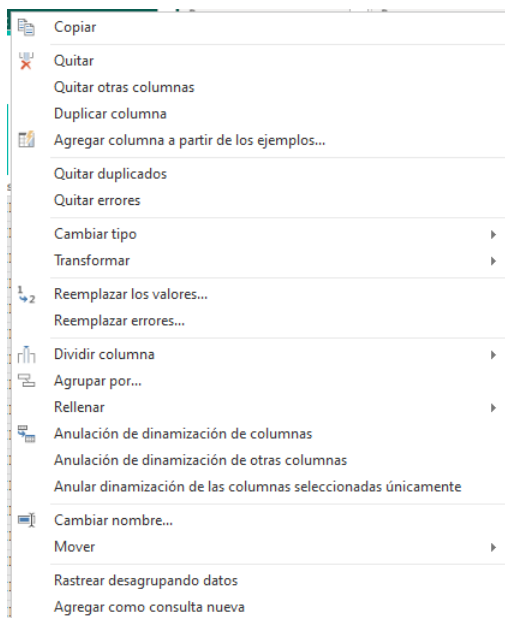 Copiar
Quitar
Quitar otras columnas
Duplicar columna
Agregar columna a partir de los ejemplos...
Quitar duplicados
Quitar errores
Cambiar tipo
Transformar
1
2
Reemplazar los valores...
Reemplazar errores...
Dividir columna
Agrupar por...
Rellenar
Anulación de dinamización de columnas
Anulación de dinamización de otras columnas
Anular dinamización de las columnas seleccionadas únicamente
Cambiar nombre...
Mover
Rastrear desagrupando datos
Agregar como consulta nueva